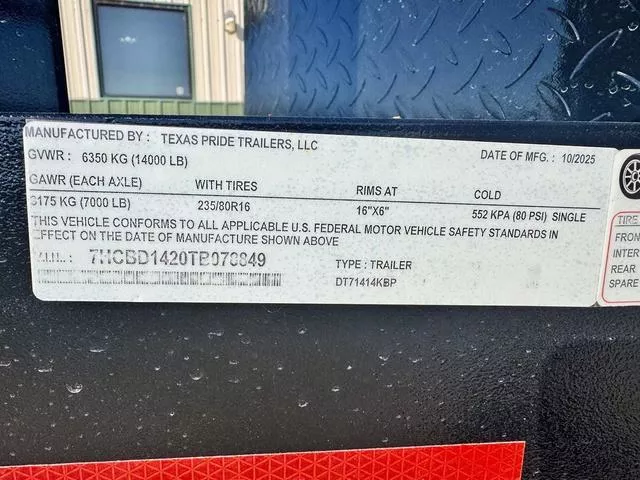 MANUFACTURED BY : TEXAS PRIDE TRAILERS, LLC
GVWR : 6350 KG (14000 LB) DATE OF MFG. : 10/2025
GAWR (EACH AXLE) WITH TIRES RIMS AT COLD
3175 KG (7000 LB) 235/80R16 16"X6" 552 KPA (80 PSI) SINGLE
THIS VEHICLE CONFORMS TO ALL APPLICABLE U.S. FEDERAL MOTOR VEHICLE SAFETY STANDARDS IN
EFFECT ON THE DATE OF MANUFACTURE SHOWN ABOVE
V.I.N.: TYPE : TRAILER
DT71414KBP
TIRE
FRON
INTER
REAR
SPARE